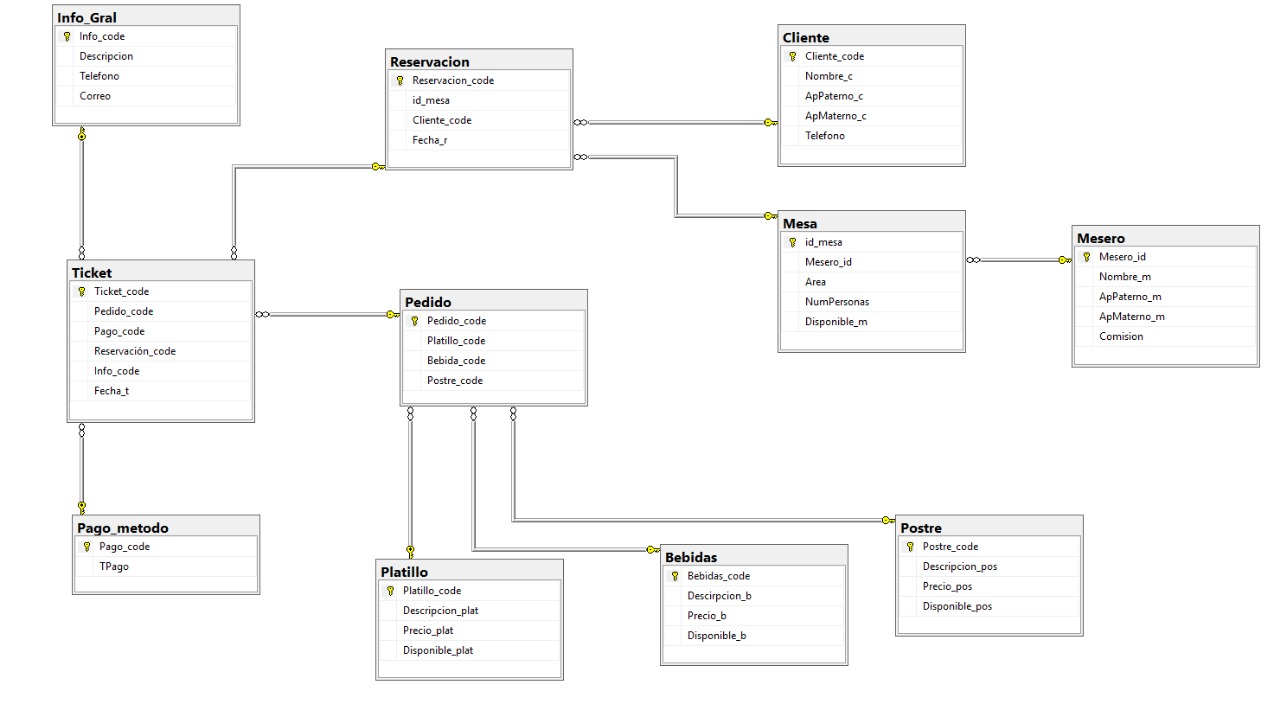 Info_Gral
Info_code
Descripcion
Telefono
Correo
Reservacion
Reservacion_code
id_mesa
Cliente_code
Fecha_r
Cliente
Cliente_code
Nombre_c
ApPaterno_c
ApMaterno_c
Telefono
Mesa
id_mesa
Mesero_id
Area
NumPersonas
Disponible_m
Mesero
Mesero_id
Nombre_m
ApPaterno_m
ApMaterno_m
Comision
Ticket
Ticket_code
Pedido_code
Pago_code
Reservación_code
Info_code
Fecha_t
Pedido
Pedido_code
Platillo_code
Bebida_code
Postre_code
Pago_metodo
Pago_code
TPago
Platillo
Platillo_code
Descripcion_plat
Precio_plat
Disponible_plat
Bebidas
Bebidas_code
Descirpcion_b
Precio_b
Disponible_b
Postre
Postre_code
Descripcion_pos
Precio_pos
Disponible_pos